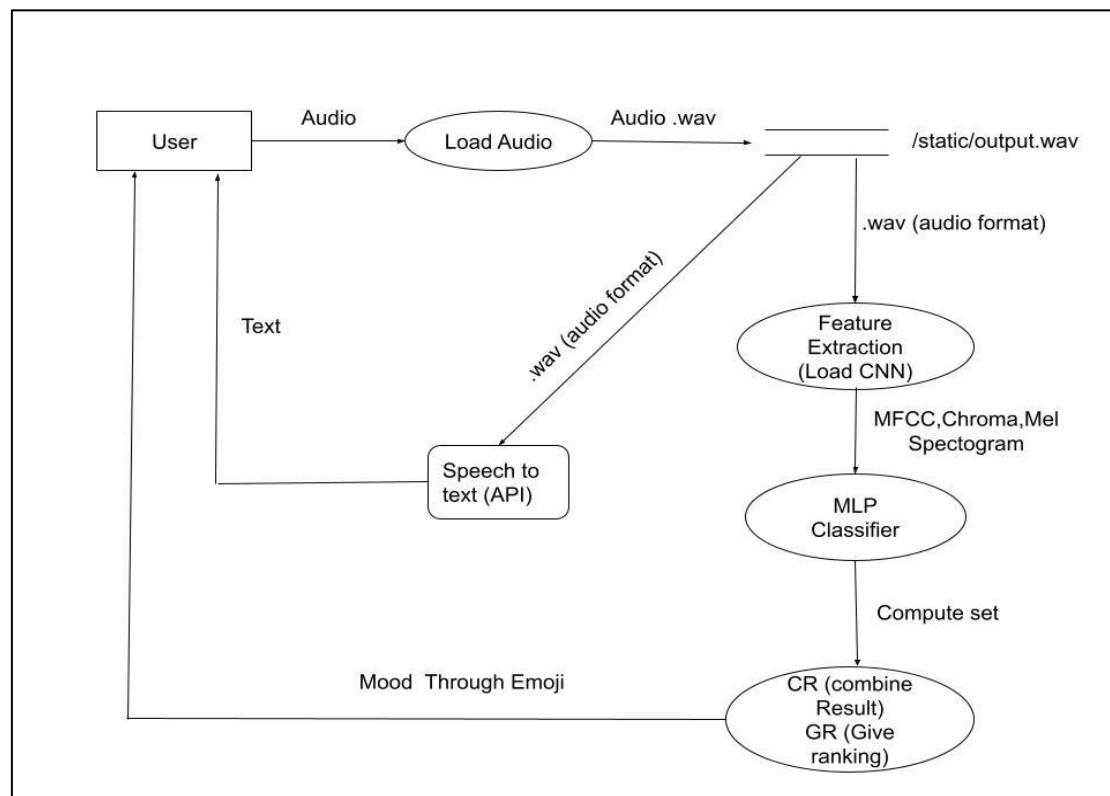 User
Audio
Load Audio
Audio .wav
/static/output.wav
.wav (audio format)
.wav (audio format)
Feature
Extraction
(Load CNN)
Text
MFCC,Chroma,Mel
Spectogram
Speech to
text (API)
MLP
Classifier
Compute set
Mood Through Emoji
CR (combine
Result)
GR (Give
ranking)